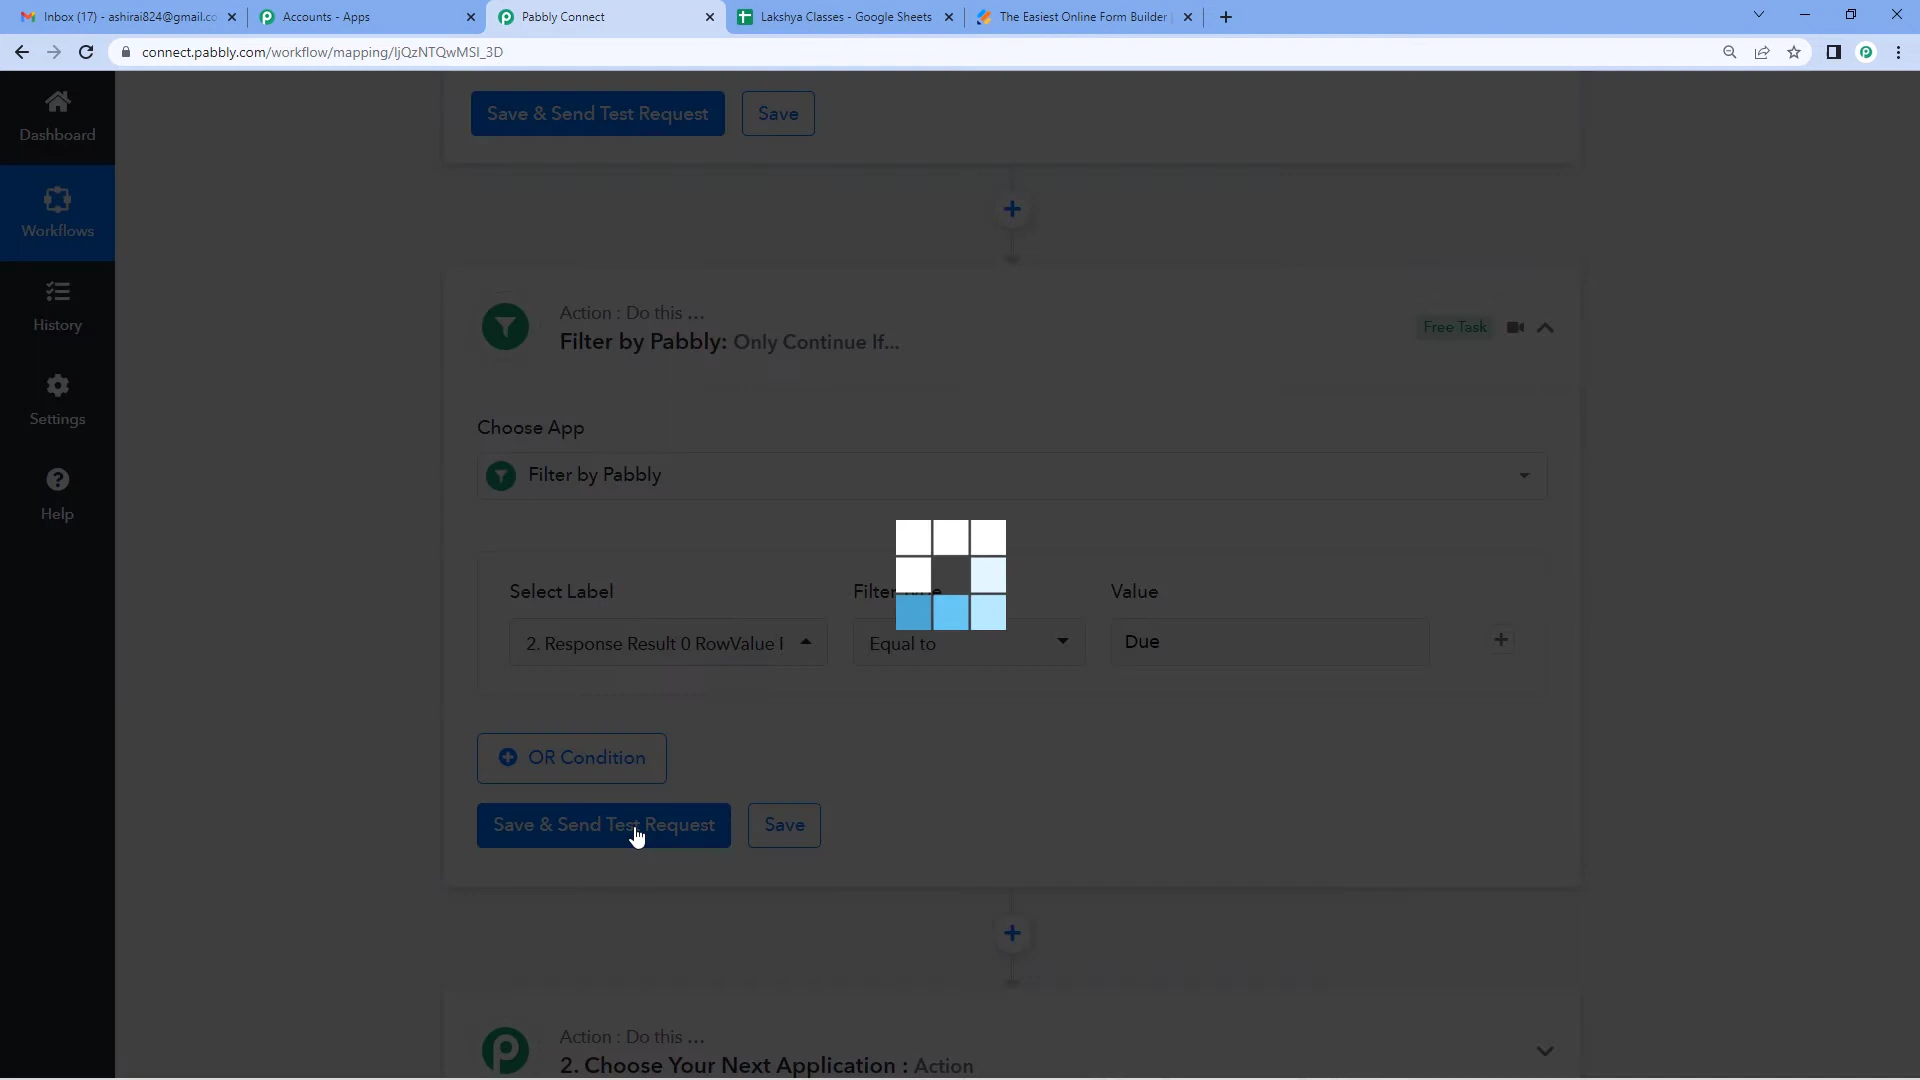 Inbox (17) - ashirai824@gmail.co
Accounts - Apps
Pabbly Connect
Lakshya Classes - Google Sheets
The Easiest Online Form Builder
connect.pabbly.com/workflow/mapping/IjQzNTQwMSI_3D
Dashboard
Workflows
History
Settings
Help
Save & Send Test Request
Save
Action : Do this ...
Filter by Pabbly: Only Continue If...
Free Task
Choose App
Filter by Pabbly
Select Label
Filter
Value
2. Response Result 0 RowValue
Equal to
Due
OR Condition
Save & Send Test Request
Save
Action : Do this ...
2. Choose Your Next Application : Action